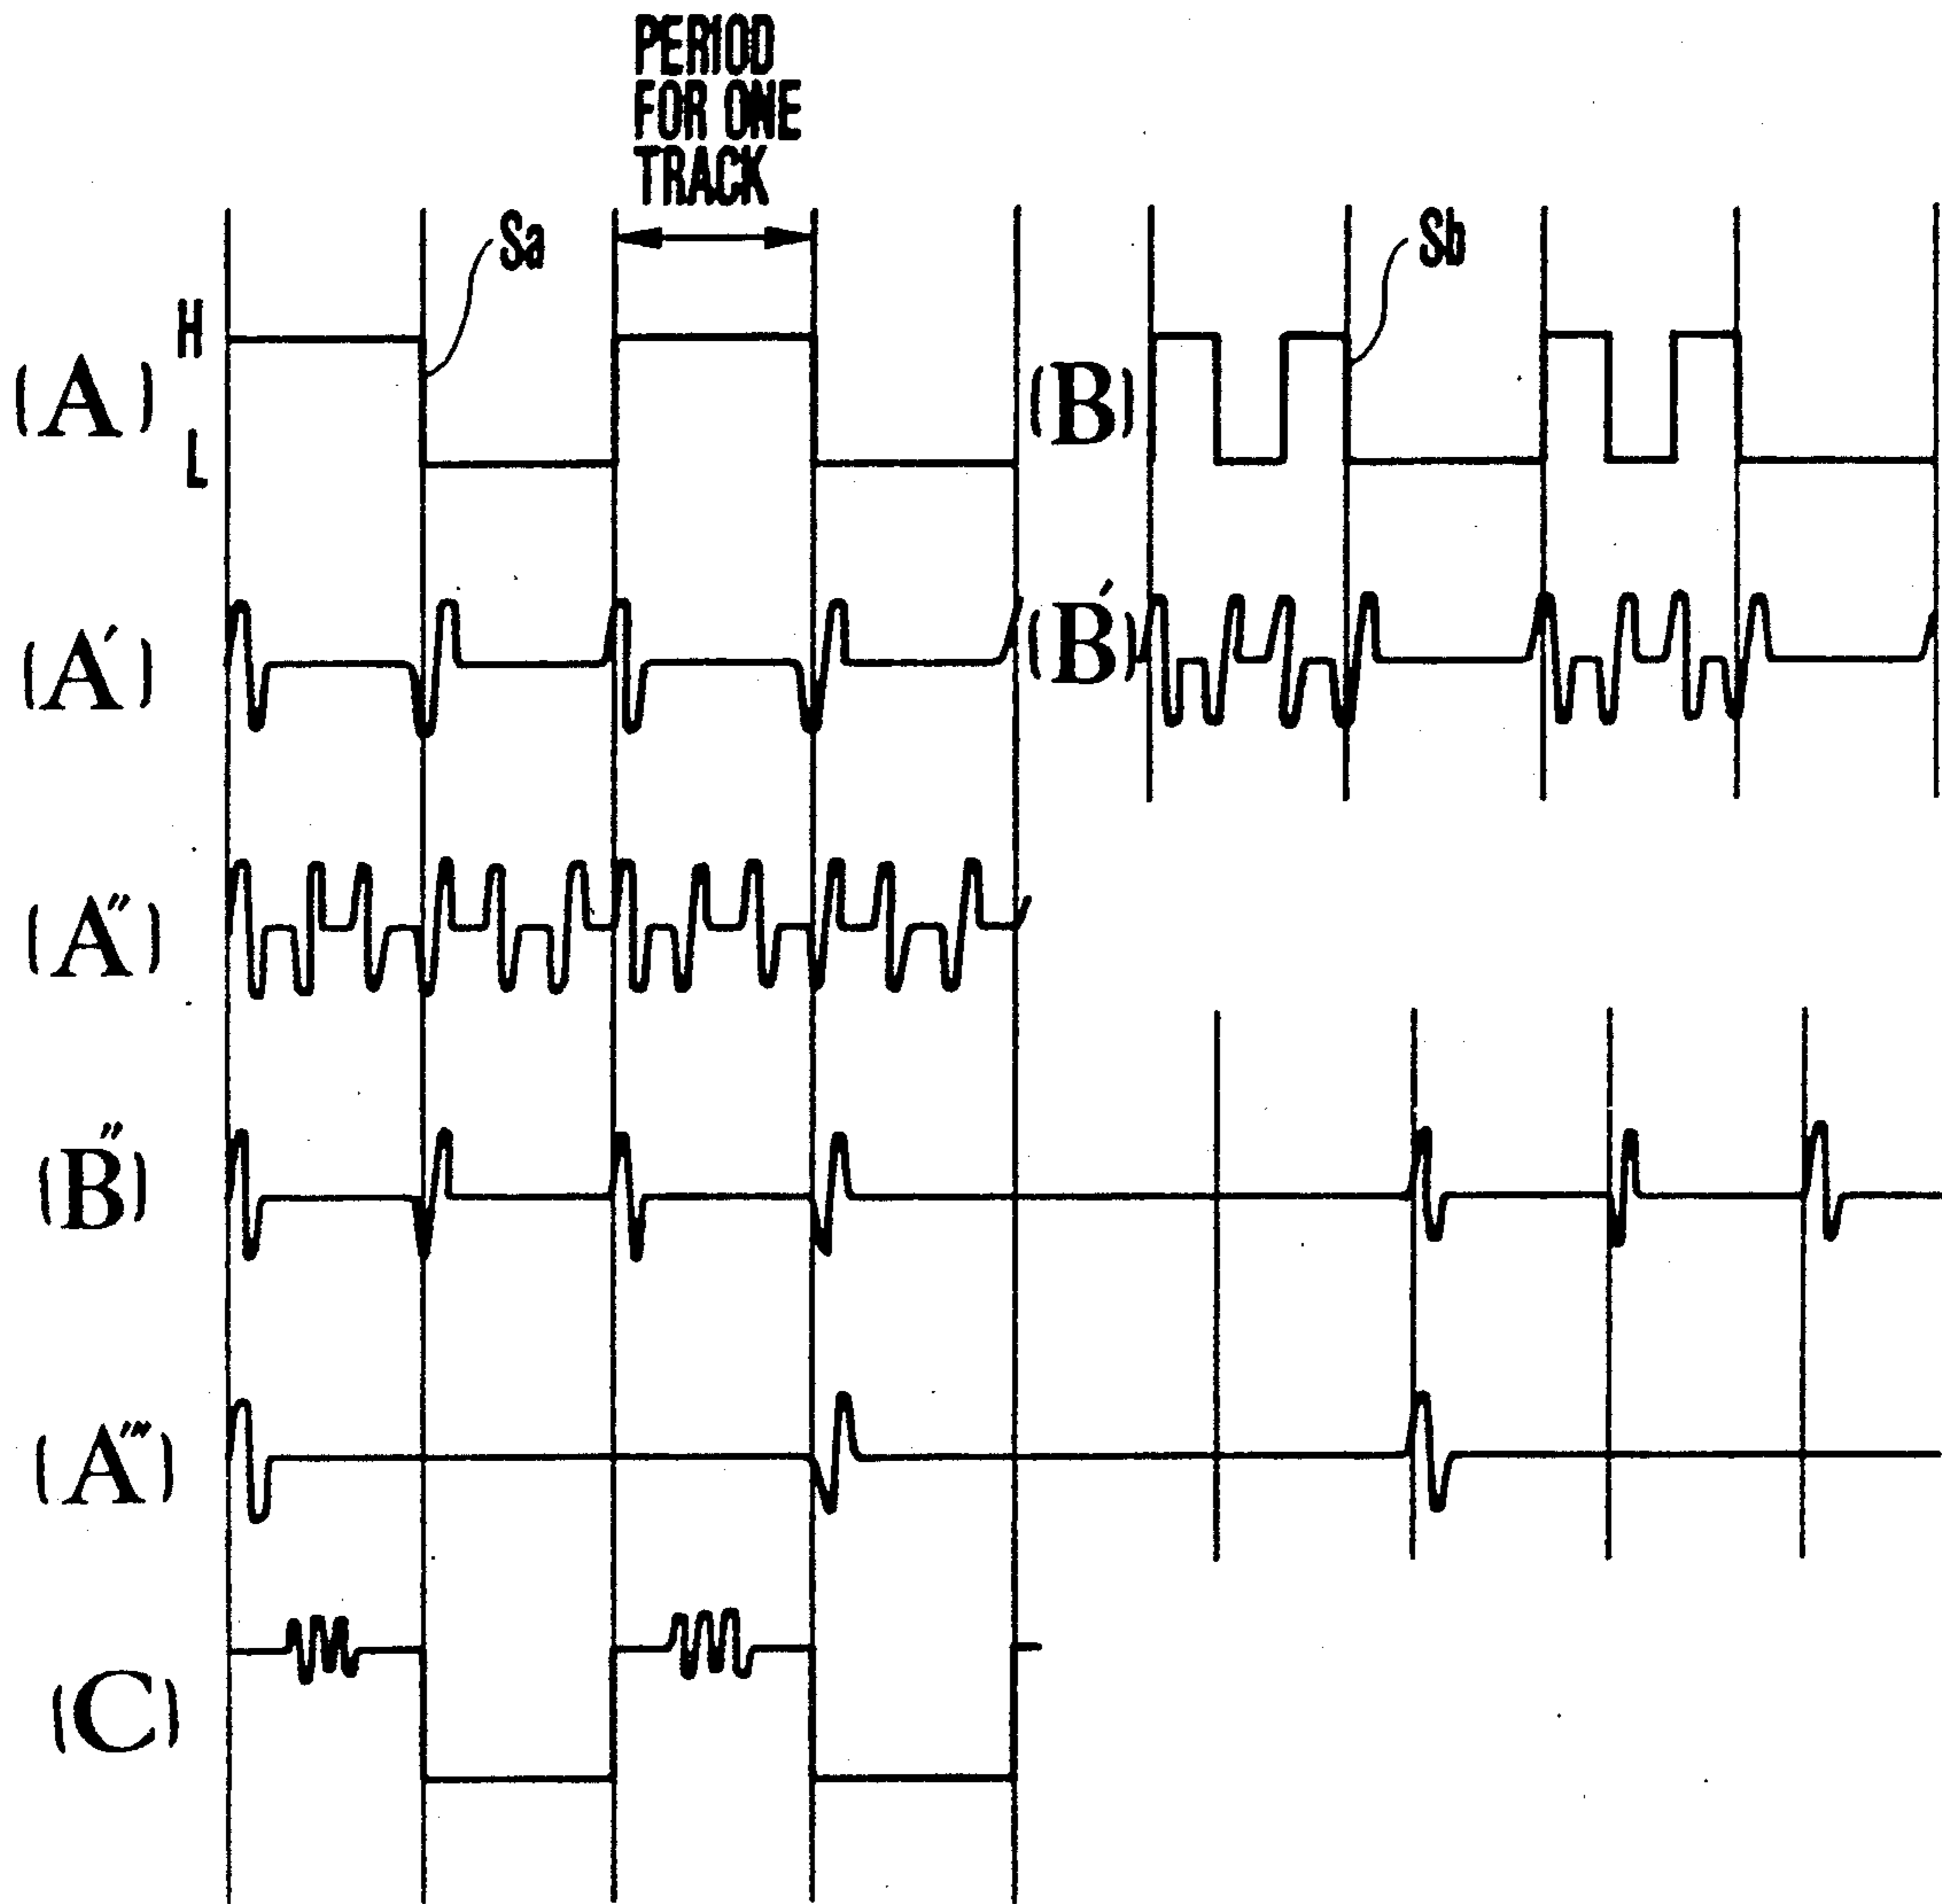 PERIOD
FOR ONE
TRACK
Sa
Sb
H
(A)
L
(B)
(A′)
(B′)
(A″)
(B″)
(A‴)
(C)